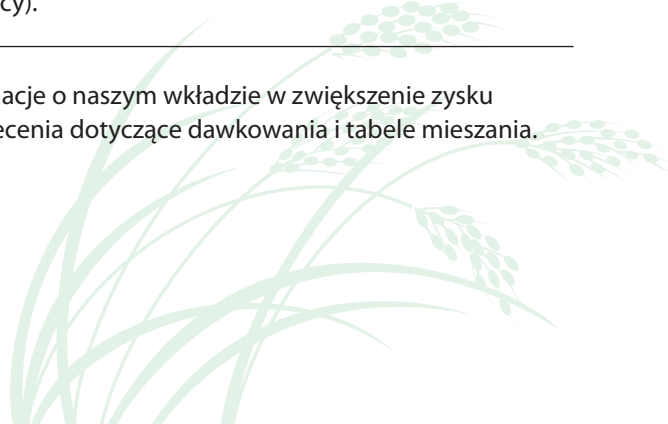 cy).
acje o naszym wkładzie w zwiększenie zysku
ecenia dotyczące dawkowania i tabele mieszania.